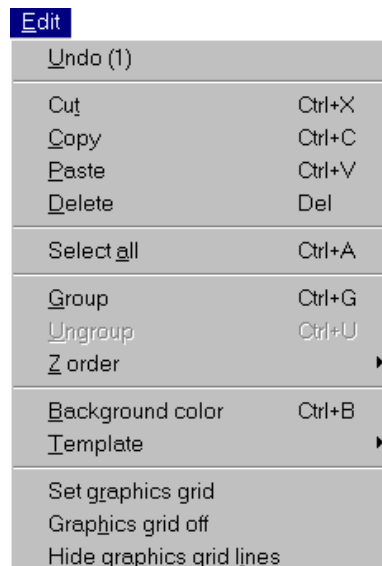 Edit
Undo (1)
Cut Ctrl+X
Copy Ctrl+C
Paste Ctrl+V
Delete Del
Select all Ctrl+A
Group Ctrl+G
Ungroup Ctrl+U
Z order
Background color Ctrl+B
Template
Set graphics grid
Graphics grid off
Hide graphics grid lines